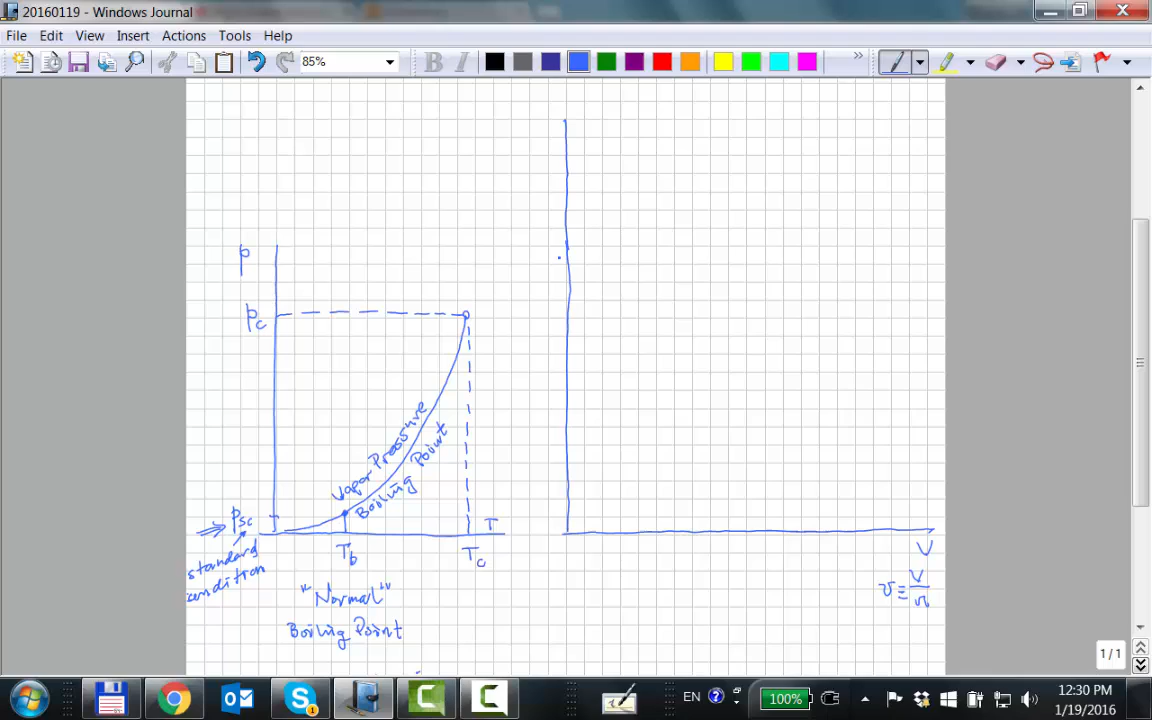 20160119 - Windows Journal
File Edit View Insert Actions Tools Help
85%
B I
p
pc
Vapor Pressure
Boiling Point
psc
T
standard condition
Tb
Tc
"Normal"
Boiling Point
V
v ≡ V/n
1 / 1
EN
100%
12:30 PM
1/19/2016